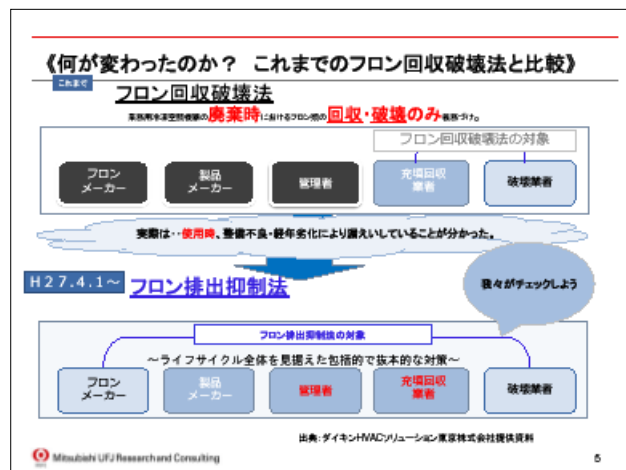 《何が変わったのか？ これまでのフロン回収破壊法と比較》
これまで
フロン回収破壊法
業務用冷凍空調機器の廃棄時におけるフロン類の回収・破壊のみ義務づけ。
フロン回収破壊法の対象
フロン
メーカー
製品
メーカー
管理者
充填回収
業者
破壊業者
実際は・・使用時、整備不良・経年劣化により漏えいしていることが分かった。
H27.4.1～
フロン排出抑制法
我々がチェックしよう
フロン排出抑制法の対象
～ライフサイクル全体を見据えた包括的で抜本的な対策～
フロン
メーカー
製品
メーカー
管理者
充填回収
業者
破壊業者
出典：ダイキンHVACソリューション東京株式会社提供資料
Mitsubishi UFJ Research and Consulting
5